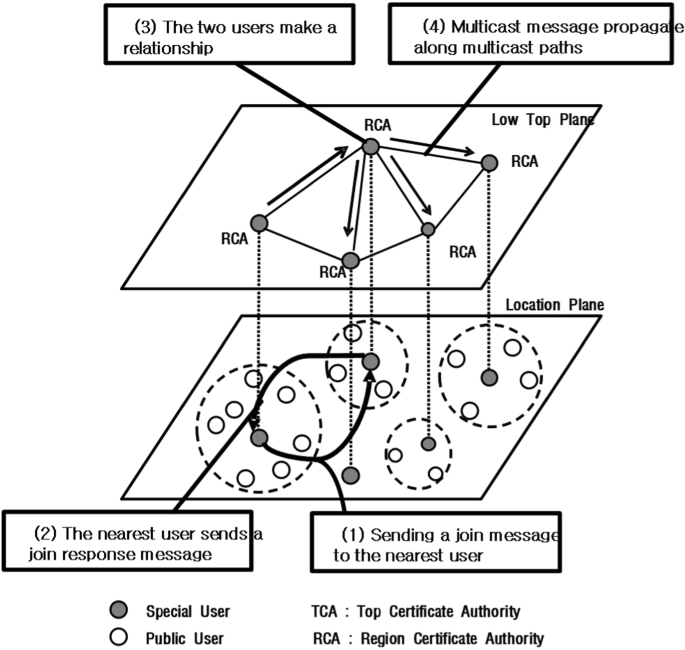 (3) The two users make a
relationship
(4) Multicast message propagate
along multicast paths
RCA
Low Top Plane
RCA
RCA
RCA
RCA
Location Plane
(2) The nearest user sends a
join response message
(1) Sending a join message
to the nearest user
Special User
TCA : Top Certificate Authority
Public User
RCA : Region Certificate Authority